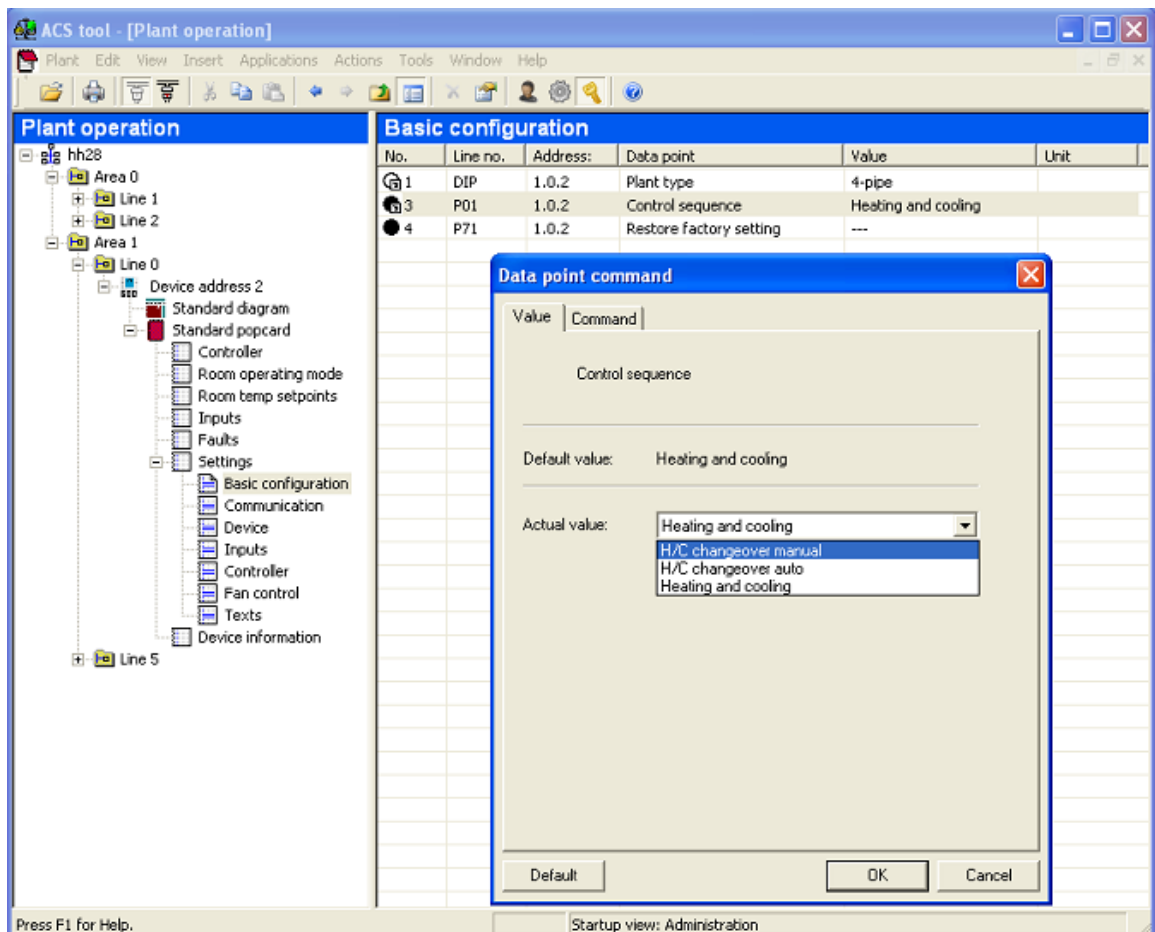 ACS tool - [Plant operation]
Plant Edit View Insert Applications Actions Tools Window Help
Plant operation
hh28
Area 0
Line 1
Line 2
Area 1
Line 0
Device address 2
Standard diagram
Standard popcard
Controller
Room operating mode
Room temp setpoints
Inputs
Faults
Settings
Basic configuration
Communication
Device
Inputs
Controller
Fan control
Texts
Device information
Line 5
Basic configuration
No. Line no. Address: Data point Value Unit
1 DIP 1.0.2 Plant type 4-pipe
3 P01 1.0.2 Control sequence Heating and cooling
4 P71 1.0.2 Restore factory setting ---
Data point command
Value Command
Control sequence
Default value: Heating and cooling
Actual value: Heating and cooling
H/C changeover manual
H/C changeover auto
Heating and cooling
Default OK Cancel
Press F1 for Help. Startup view: Administration